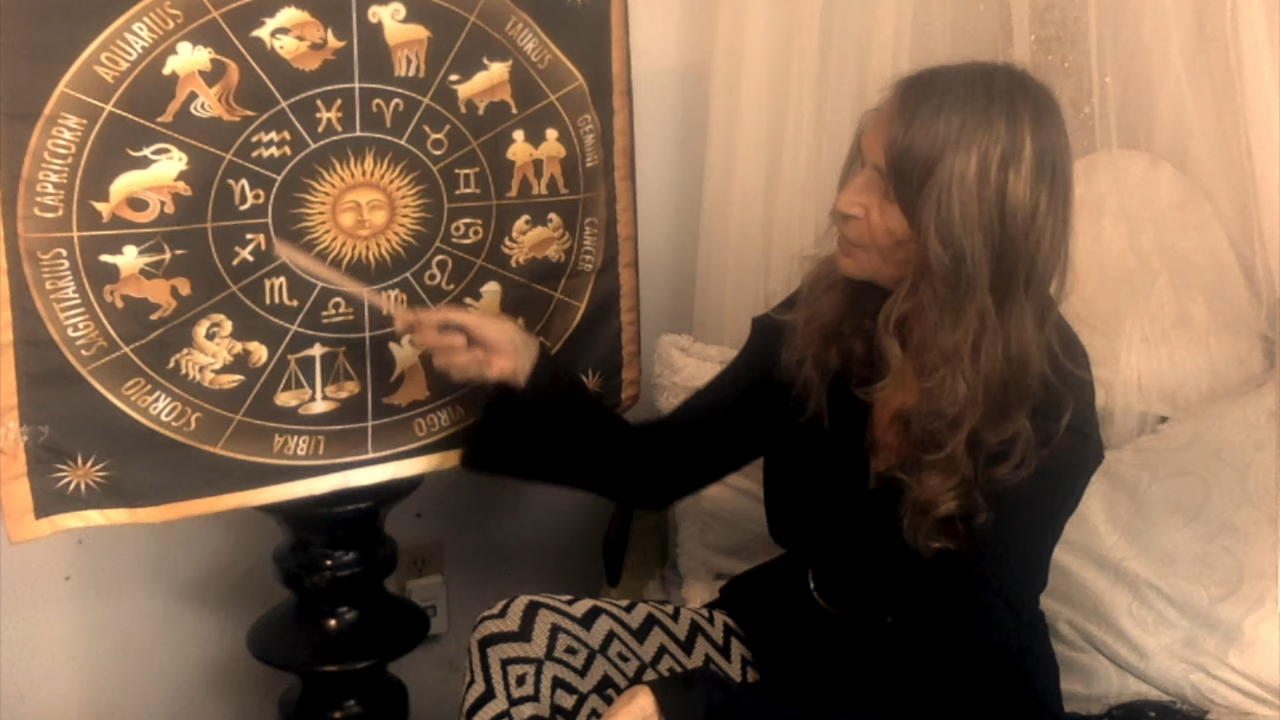 AQUARIUS
TAURUS
GEMINI
CAPRICORN
CANCER
SAGITTARIUS
SCORPIO
LIBRA
VIRGO